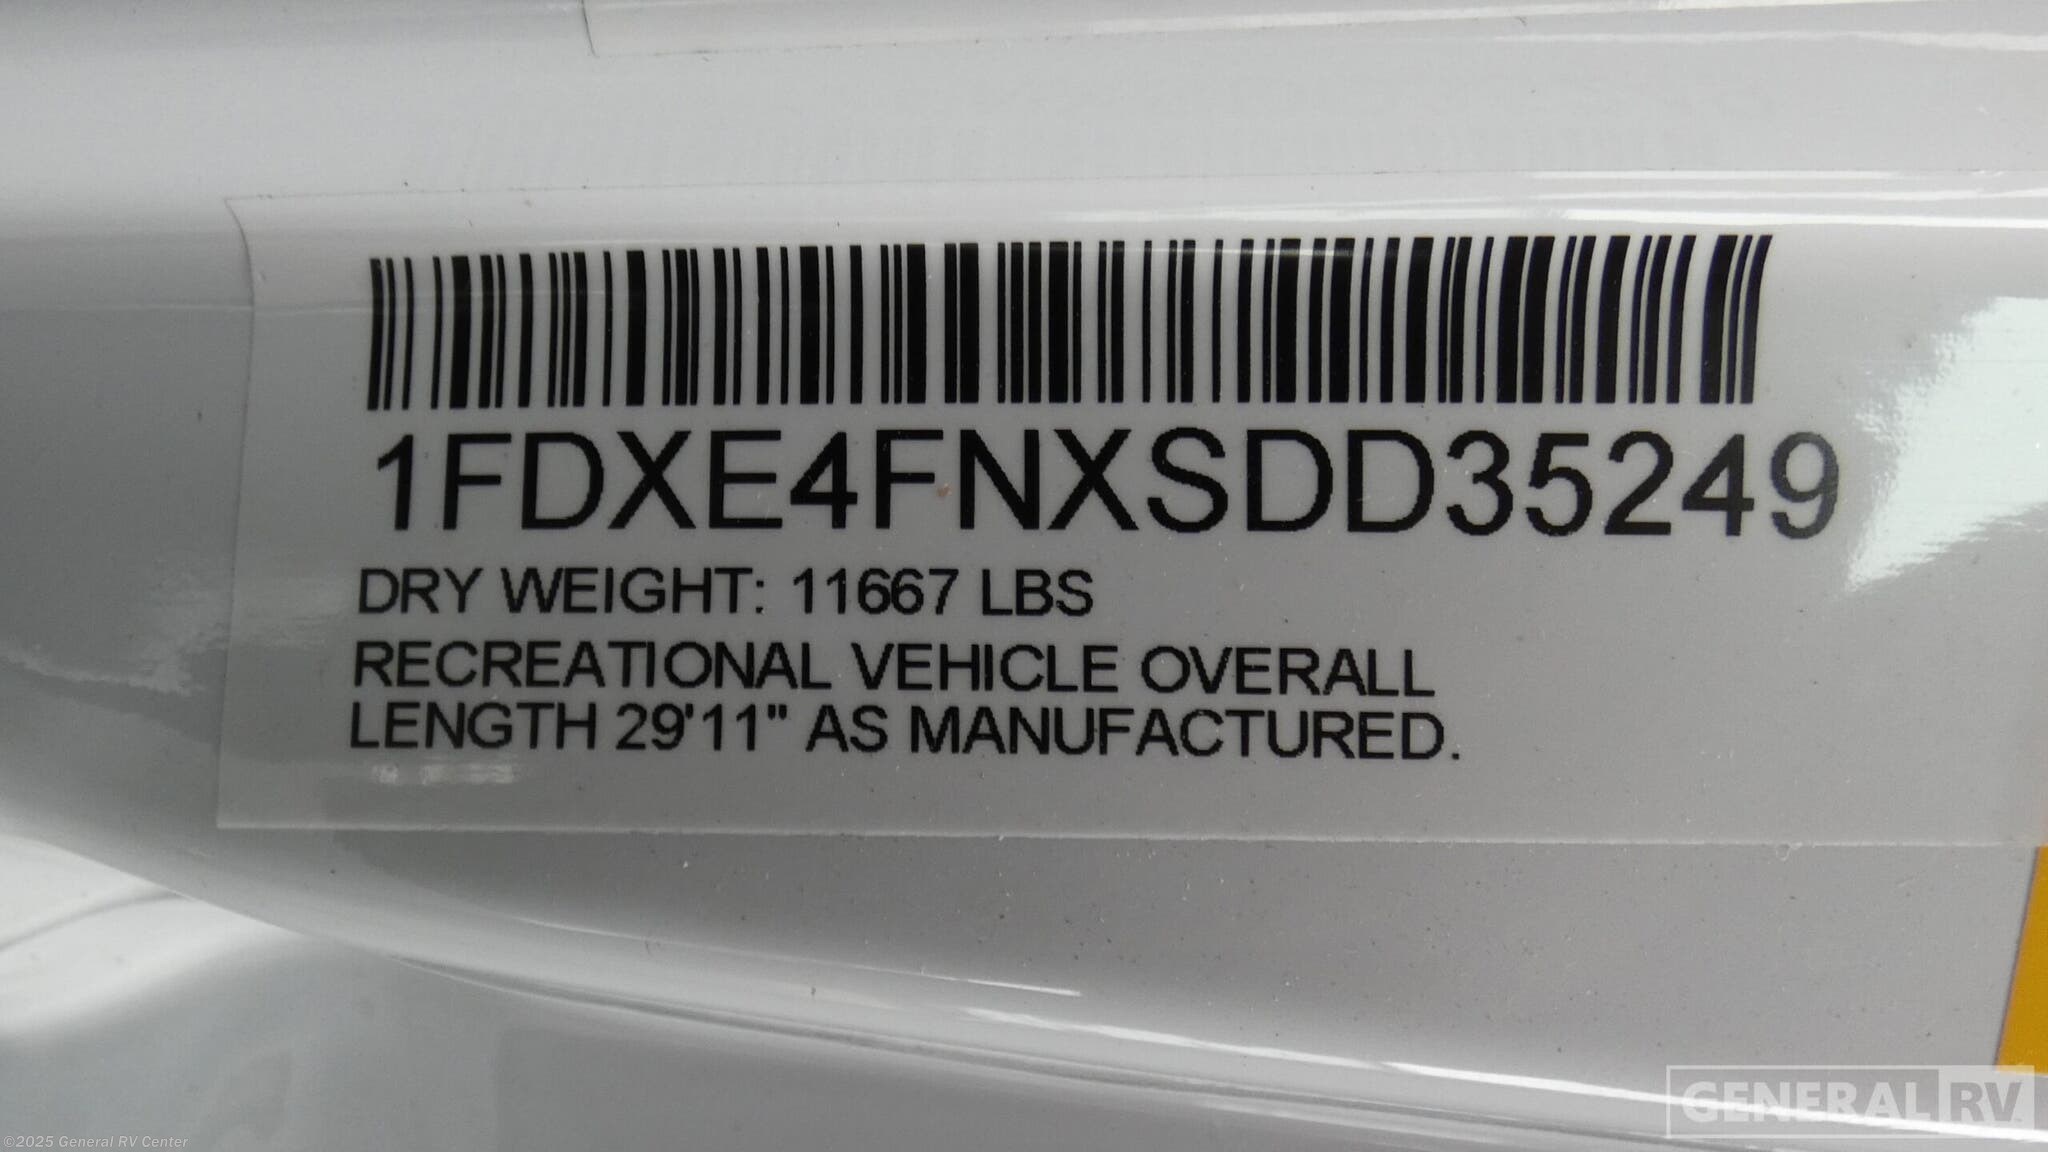 1FDXE4FNXSDD35249
DRY WEIGHT: 11667 LBS
RECREATIONAL VEHICLE OVERALL
LENGTH 29'11" AS MANUFACTURED.
GENERAL RV
©2025 General RV Center